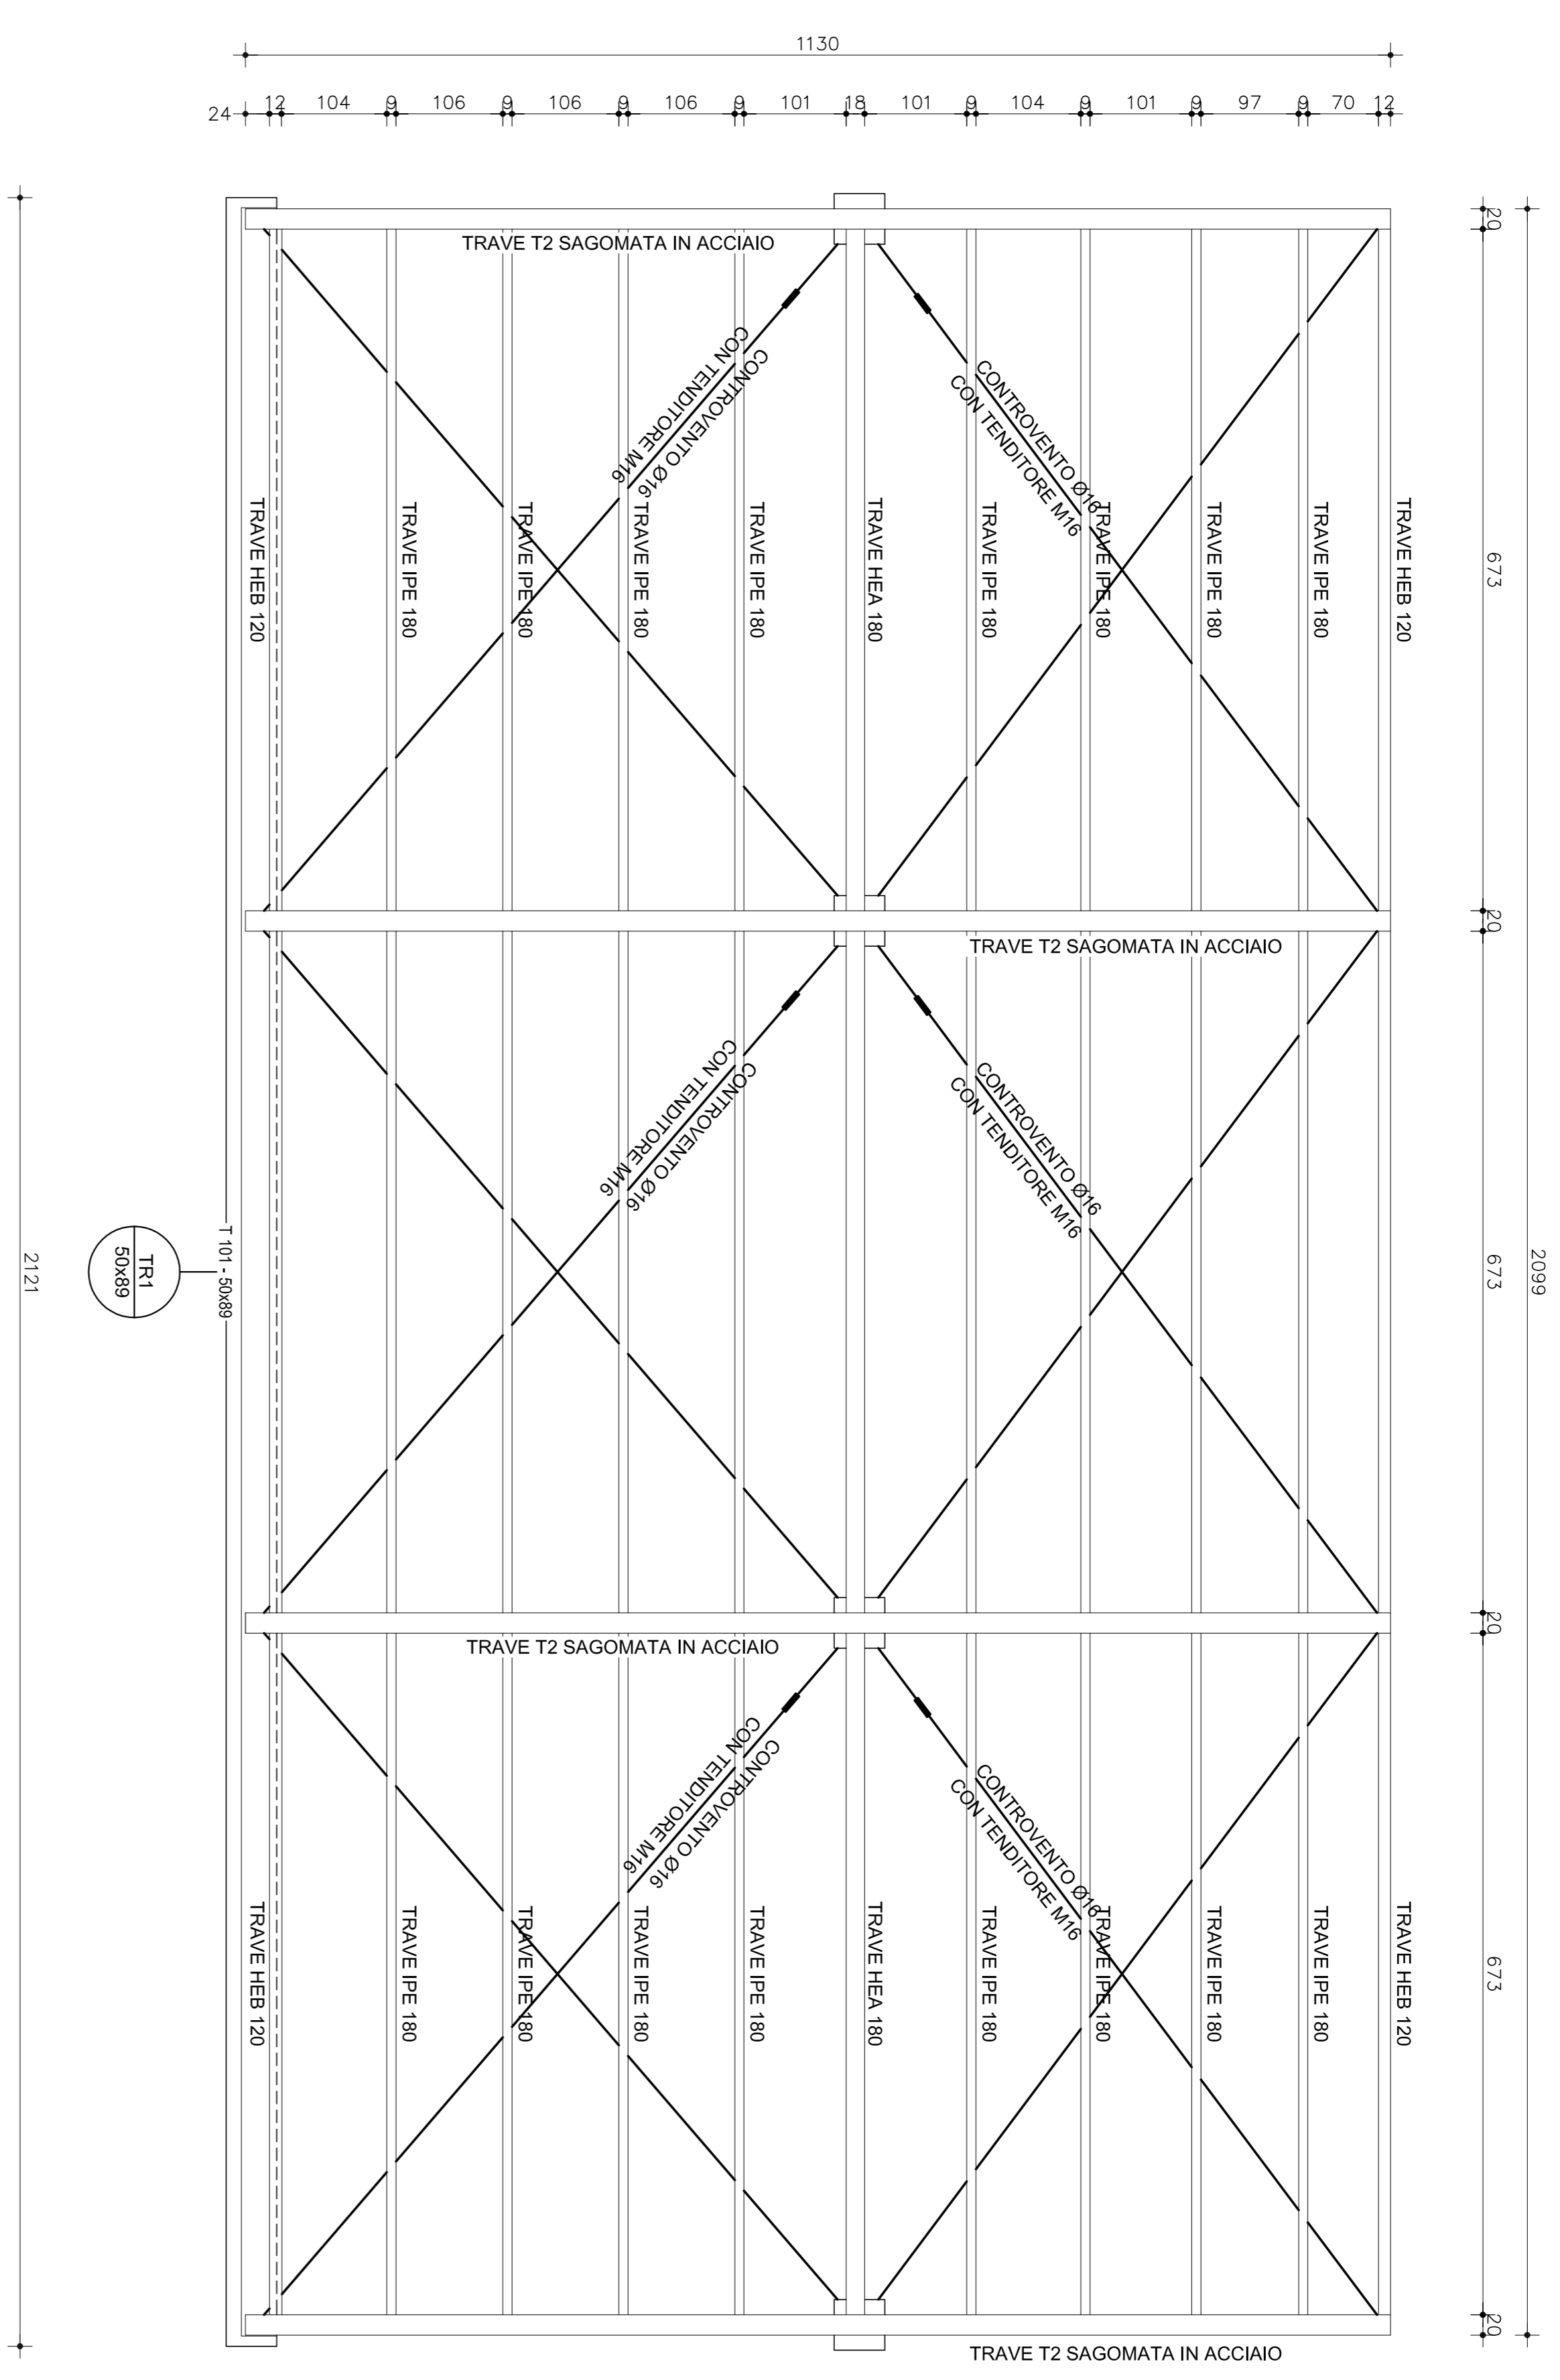 1130
24 12 104 9 106 9 106 9 106 9 101 18 101 9 104 9 101 9 97 9 70 12
20
TRAVE T2 SAGOMATA IN ACCIAIO
CONTROVENTO Ø16
CON TENDITORE M16
CONTROVENTO Ø16
CON TENDITORE M16
TRAVE HEB 120
TRAVE IPE 180
TRAVE IPE 180
TRAVE IPE 180
TRAVE IPE 180
TRAVE HEA 180
TRAVE IPE 180
TRAVE IPE 180
TRAVE IPE 180
TRAVE IPE 180
TRAVE HEB 120
673
20
TRAVE T2 SAGOMATA IN ACCIAIO
CONTROVENTO Ø16
CON TENDITORE M16
CONTROVENTO Ø16
CON TENDITORE M16
2121
TR1
50x89
T 101 - 50x89
673
2099
20
TRAVE T2 SAGOMATA IN ACCIAIO
CONTROVENTO Ø16
CON TENDITORE M16
CONTROVENTO Ø16
CON TENDITORE M16
TRAVE HEB 120
TRAVE IPE 180
TRAVE IPE 180
TRAVE IPE 180
TRAVE IPE 180
TRAVE HEA 180
TRAVE IPE 180
TRAVE IPE 180
TRAVE IPE 180
TRAVE IPE 180
TRAVE HEB 120
673
20
TRAVE T2 SAGOMATA IN ACCIAIO